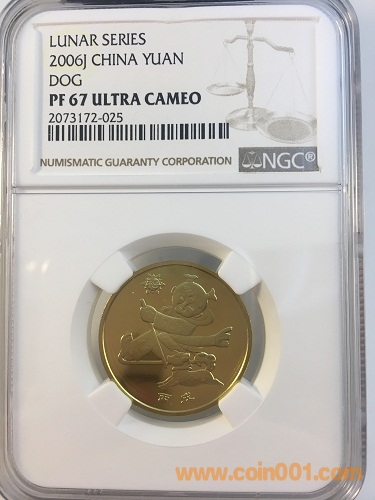 LUNAR SERIES
2006J CHINA YUAN
DOG
PF 67 ULTRA CAMEO
2073172-025
NUMISMATIC GUARANTY CORPORATION NGC®
丙戌
www.coin001.com